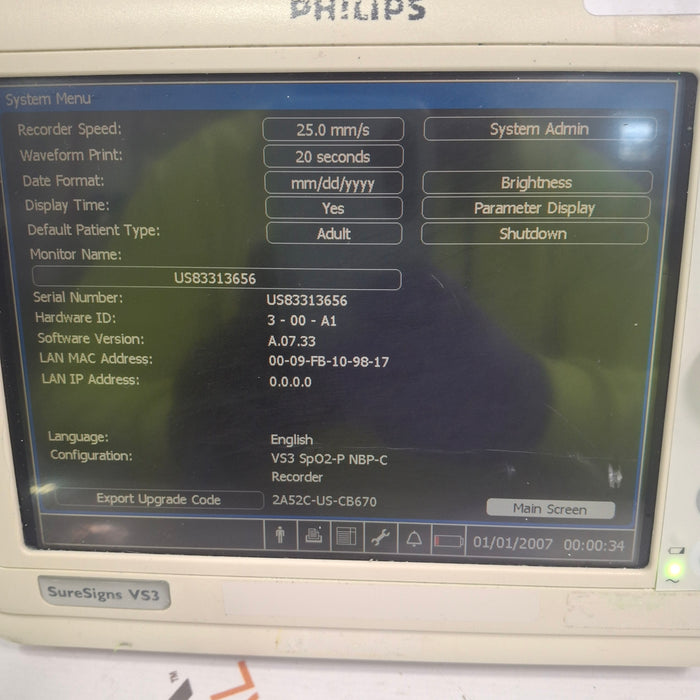 PHILIPS
System Menu
Recorder Speed: 25.0 mm/s System Admin
Waveform Print: 20 seconds
Date Format: mm/dd/yyyy Brightness
Display Time: Yes Parameter Display
Default Patient Type: Adult Shutdown
Monitor Name:
US83313656
Serial Number: US83313656
Hardware ID: 3 - 00 - A1
Software Version: A.07.33
LAN MAC Address: 00-09-FB-10-98-17
LAN IP Address: 0.0.0.0
Language: English
Configuration: VS3 SpO2-P NBP-C
Recorder
Export Upgrade Code 2A52C-US-CB670
Main Screen
01/01/2007 00:00:34
SureSigns VS3
TM